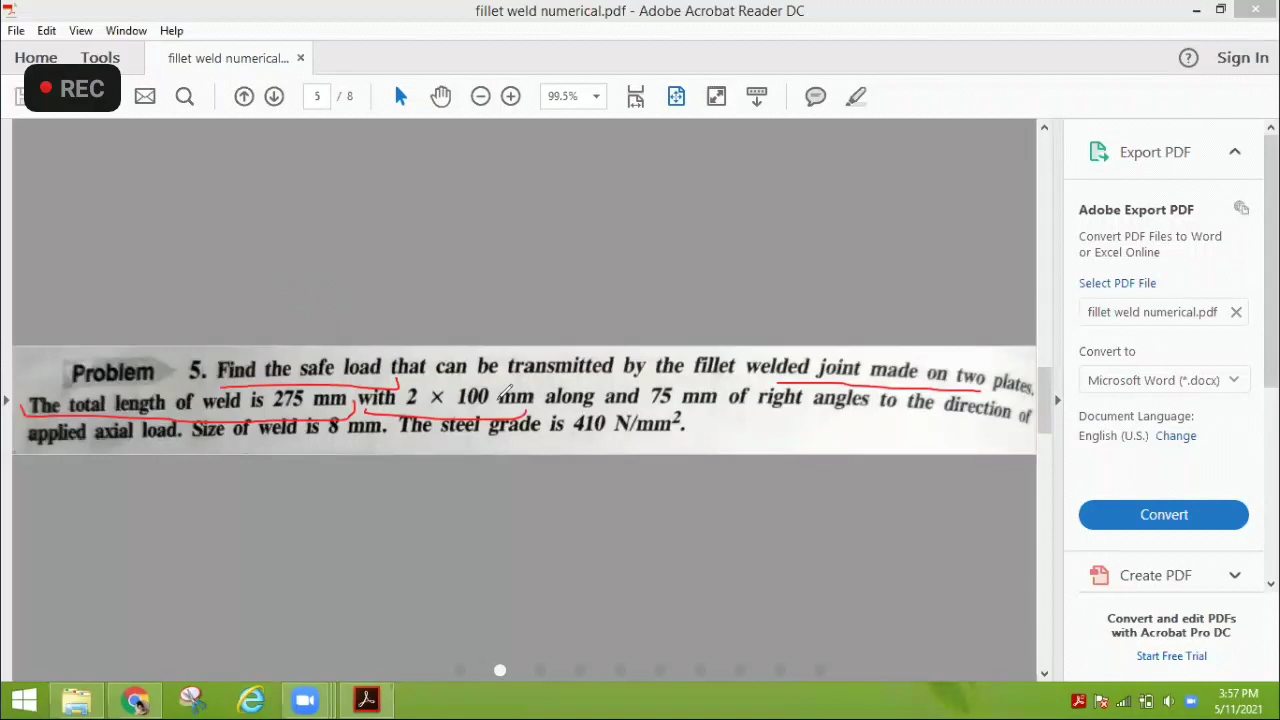 fillet weld numerical.pdf - Adobe Acrobat Reader DC
File Edit View Window Help
Home Tools fillet weld numerical... × Sign In
REC 5 / 8 99.5%
Export PDF
Adobe Export PDF
Convert PDF Files to Word
or Excel Online
Select PDF File
fillet weld numerical.pdf ×
Convert to
Microsoft Word (*.docx)
Document Language:
English (U.S.) Change
Convert
Create PDF
Convert and edit PDFs
with Acrobat Pro DC
Start Free Trial
Problem 5. Find the safe load that can be transmitted by the fillet welded joint made on two plates.
The total length of weld is 275 mm with 2 × 100 mm along and 75 mm of right angles to the direction of
applied axial load. Size of weld is 8 mm. The steel grade is 410 N/mm².
3:57 PM
5/11/2021